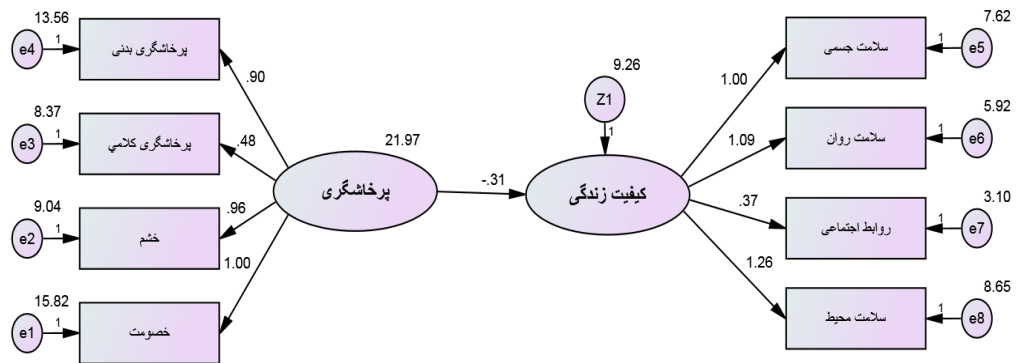 13.56
e4
1
پرخاشگری بدنی
.90
8.37
e3
1
پرخاشگری کلامي
.48
9.04
e2
1
خشم
.96
15.82
e1
1
خصومت
1.00
21.97
پرخاشگری
-.31
9.26
Z1
1
کیفیت زندگی
1.00
سلامت جسمی
1
7.62
e5
1.09
سلامت روان
1
5.92
e6
.37
روابط اجتماعی
1
3.10
e7
1.26
سلامت محیط
1
8.65
e8